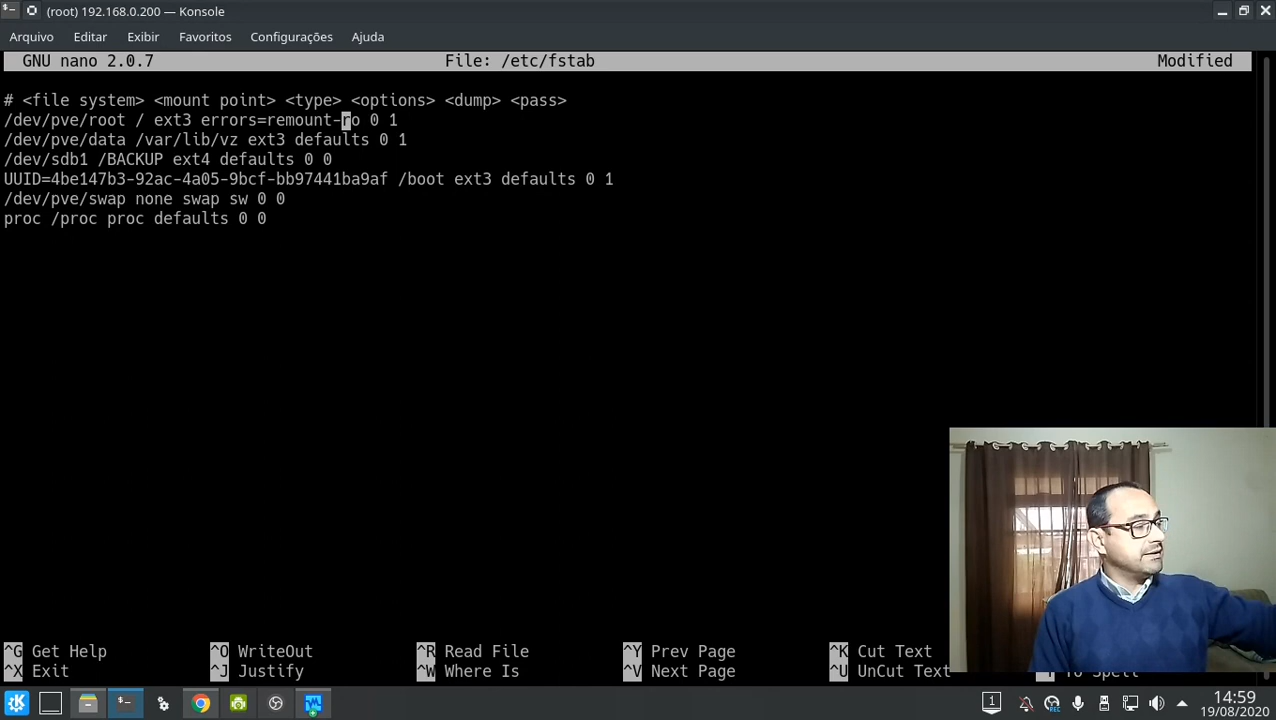 (root) 192.168.0.200 — Konsole
Arquivo Editar Exibir Favoritos Configurações Ajuda
GNU nano 2.0.7 File: /etc/fstab Modified
# <file system> <mount point> <type> <options> <dump> <pass>
/dev/pve/root / ext3 errors=remount-ro 0 1
/dev/pve/data /var/lib/vz ext3 defaults 0 1
/dev/sdb1 /BACKUP ext4 defaults 0 0
UUID=4be147b3-92ac-4a05-9bcf-bb97441ba9af /boot ext3 defaults 0 1
/dev/pve/swap none swap sw 0 0
proc /proc proc defaults 0 0
^G Get Help ^O WriteOut ^R Read File ^Y Prev Page ^K Cut Text
^X Exit ^J Justify ^W Where Is ^V Next Page ^U UnCut Text To Spell
1 14:59
19/08/2020